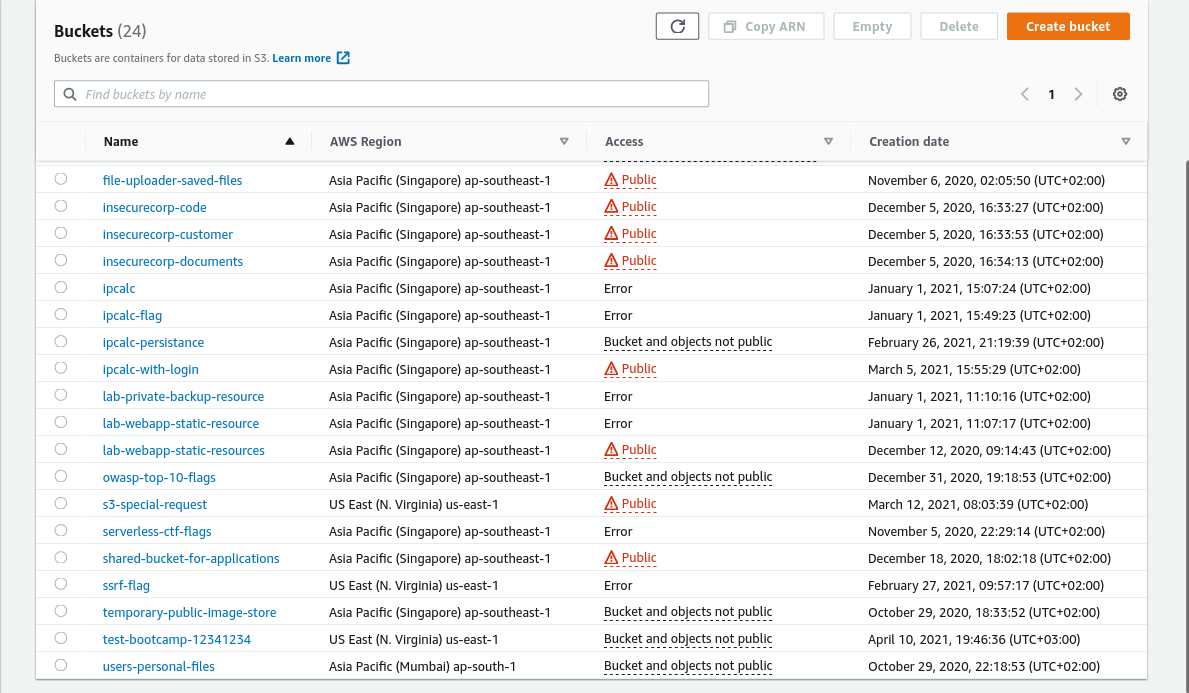 Buckets (24)
Copy ARN
Empty
Delete
Create bucket
Buckets are containers for data stored in S3. Learn more
Find buckets by name
1
Name AWS Region Access Creation date
file-uploader-saved-files Asia Pacific (Singapore) ap-southeast-1 Public November 6, 2020, 02:05:50 (UTC+02:00)
insecurecorp-code Asia Pacific (Singapore) ap-southeast-1 Public December 5, 2020, 16:33:27 (UTC+02:00)
insecurecorp-customer Asia Pacific (Singapore) ap-southeast-1 Public December 5, 2020, 16:33:53 (UTC+02:00)
insecurecorp-documents Asia Pacific (Singapore) ap-southeast-1 Public December 5, 2020, 16:34:13 (UTC+02:00)
ipcalc Asia Pacific (Singapore) ap-southeast-1 Error January 1, 2021, 15:07:24 (UTC+02:00)
ipcalc-flag Asia Pacific (Singapore) ap-southeast-1 Error January 1, 2021, 15:49:23 (UTC+02:00)
ipcalc-persistance Asia Pacific (Singapore) ap-southeast-1 Bucket and objects not public February 26, 2021, 21:19:39 (UTC+02:00)
ipcalc-with-login Asia Pacific (Singapore) ap-southeast-1 Public March 5, 2021, 15:55:29 (UTC+02:00)
lab-private-backup-resource Asia Pacific (Singapore) ap-southeast-1 Error January 1, 2021, 11:10:16 (UTC+02:00)
lab-webapp-static-resource Asia Pacific (Singapore) ap-southeast-1 Error January 1, 2021, 11:07:17 (UTC+02:00)
lab-webapp-static-resources Asia Pacific (Singapore) ap-southeast-1 Public December 12, 2020, 09:14:43 (UTC+02:00)
owasp-top-10-flags Asia Pacific (Singapore) ap-southeast-1 Bucket and objects not public December 31, 2020, 19:18:53 (UTC+02:00)
s3-special-request US East (N. Virginia) us-east-1 Public March 12, 2021, 08:03:39 (UTC+02:00)
serverless-ctf-flags Asia Pacific (Singapore) ap-southeast-1 Error November 5, 2020, 22:29:14 (UTC+02:00)
shared-bucket-for-applications Asia Pacific (Singapore) ap-southeast-1 Public December 18, 2020, 18:02:18 (UTC+02:00)
ssrf-flag US East (N. Virginia) us-east-1 Error February 27, 2021, 09:57:17 (UTC+02:00)
temporary-public-image-store Asia Pacific (Singapore) ap-southeast-1 Bucket and objects not public October 29, 2020, 18:33:52 (UTC+02:00)
test-bootcamp-12341234 US East (N. Virginia) us-east-1 Bucket and objects not public April 10, 2021, 19:46:36 (UTC+03:00)
users-personal-files Asia Pacific (Mumbai) ap-south-1 Bucket and objects not public October 29, 2020, 22:18:53 (UTC+02:00)